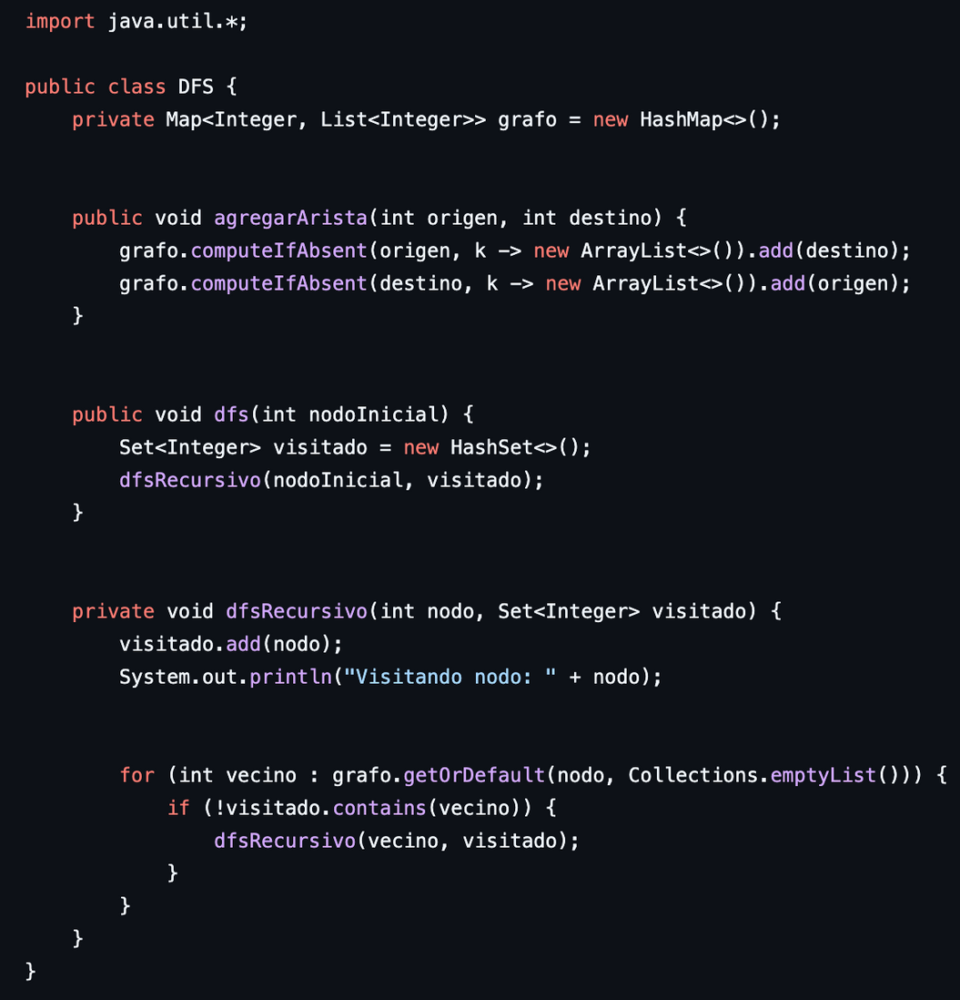 import java.util.*;
public class DFS {
    private Map<Integer, List<Integer>> grafo = new HashMap<>();
    public void agregarArista(int origen, int destino) {
        grafo.computeIfAbsent(origen, k -> new ArrayList<>()).add(destino);
        grafo.computeIfAbsent(destino, k -> new ArrayList<>()).add(origen);
    }
    public void dfs(int nodoInicial) {
        Set<Integer> visitado = new HashSet<>();
        dfsRecursivo(nodoInicial, visitado);
    }
    private void dfsRecursivo(int nodo, Set<Integer> visitado) {
        visitado.add(nodo);
        System.out.println("Visitando nodo: " + nodo);
        for (int vecino : grafo.getOrDefault(nodo, Collections.emptyList())) {
            if (!visitado.contains(vecino)) {
                dfsRecursivo(vecino, visitado);
            }
        }
    }
}